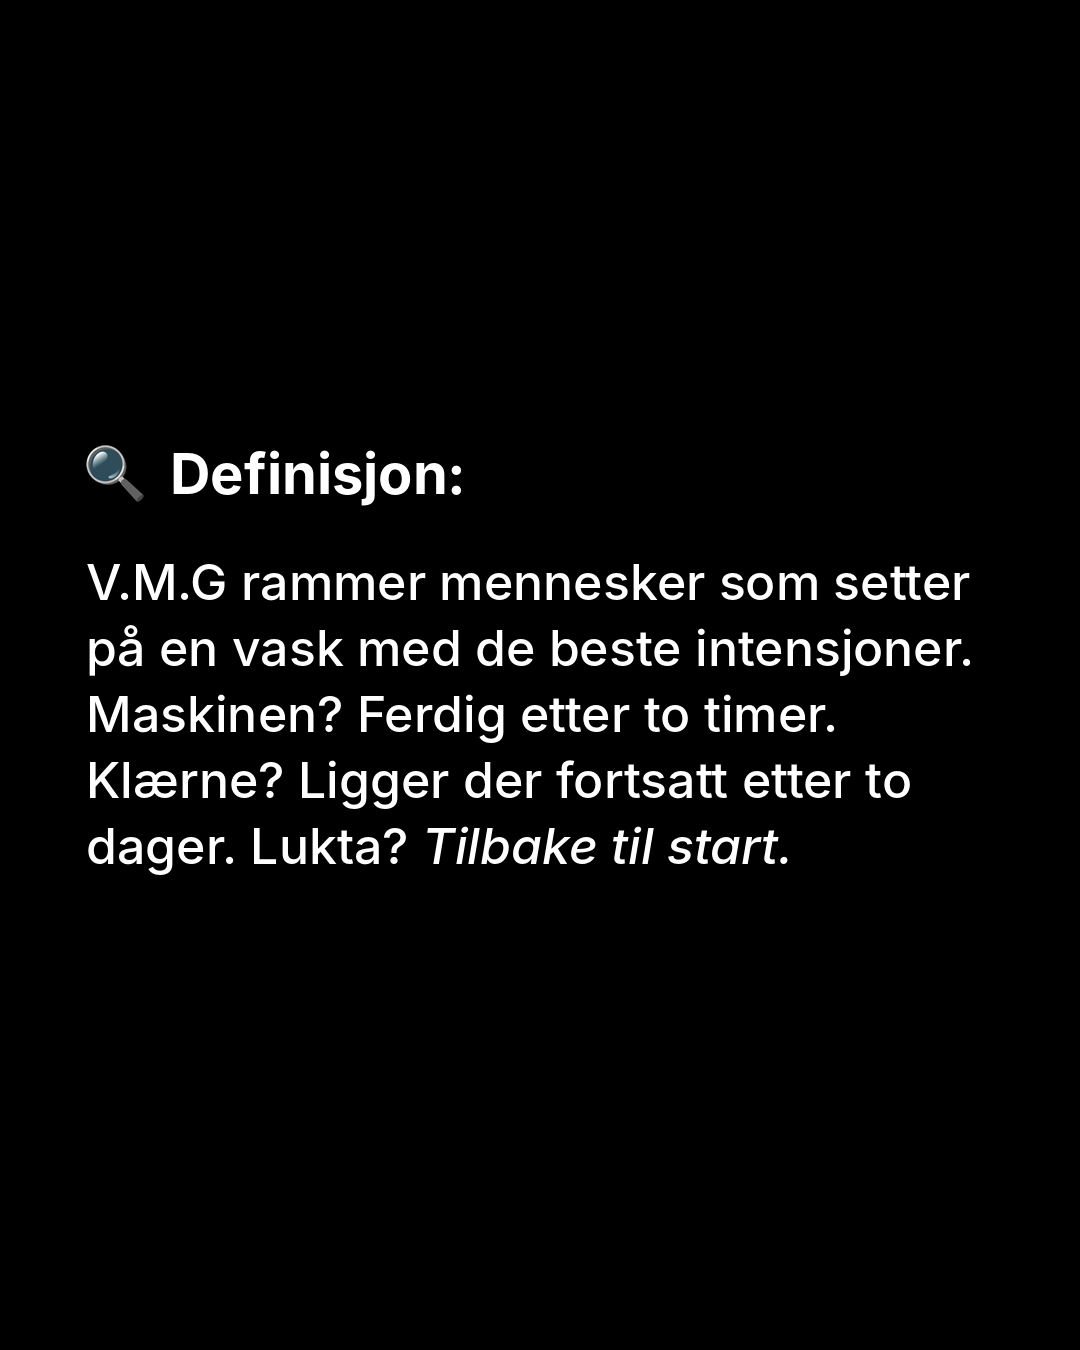 🔍 Definisjon:
V.M.G rammer mennesker som setter
på en vask med de beste intensjoner.
Maskinen? Ferdig etter to timer.
Klærne? Ligger der fortsatt etter to
dager. Lukta? Tilbake til start.